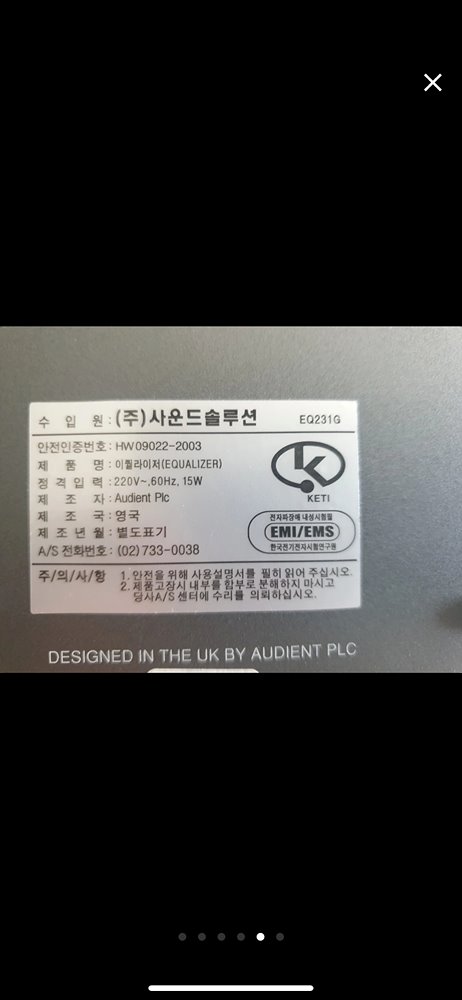 수 입 원 : (주)사운드솔루션 EQ231G
안전인증번호 : HW09022-2003
제 품 명 : 이퀄라이저(EQUALIZER)
정 격 입 력 : 220V~,60Hz, 15W
제 조 자 : Audient Plc
제 조 국 : 영국
제 조 년 월 : 별도표기
A/S 전화번호 : (02)733-0038
K
KETI
전자파장애 내성시험필
EMI/EMS
한국전기전자시험연구원
주/의/사/항 1. 안전을 위해 사용설명서를 필히 읽어 주십시오.
2. 제품고장시 내부를 함부로 분해하지 마시고
당사A/S센터에 수리를 의뢰하십시오.
DESIGNED IN THE UK BY AUDIENT PLC